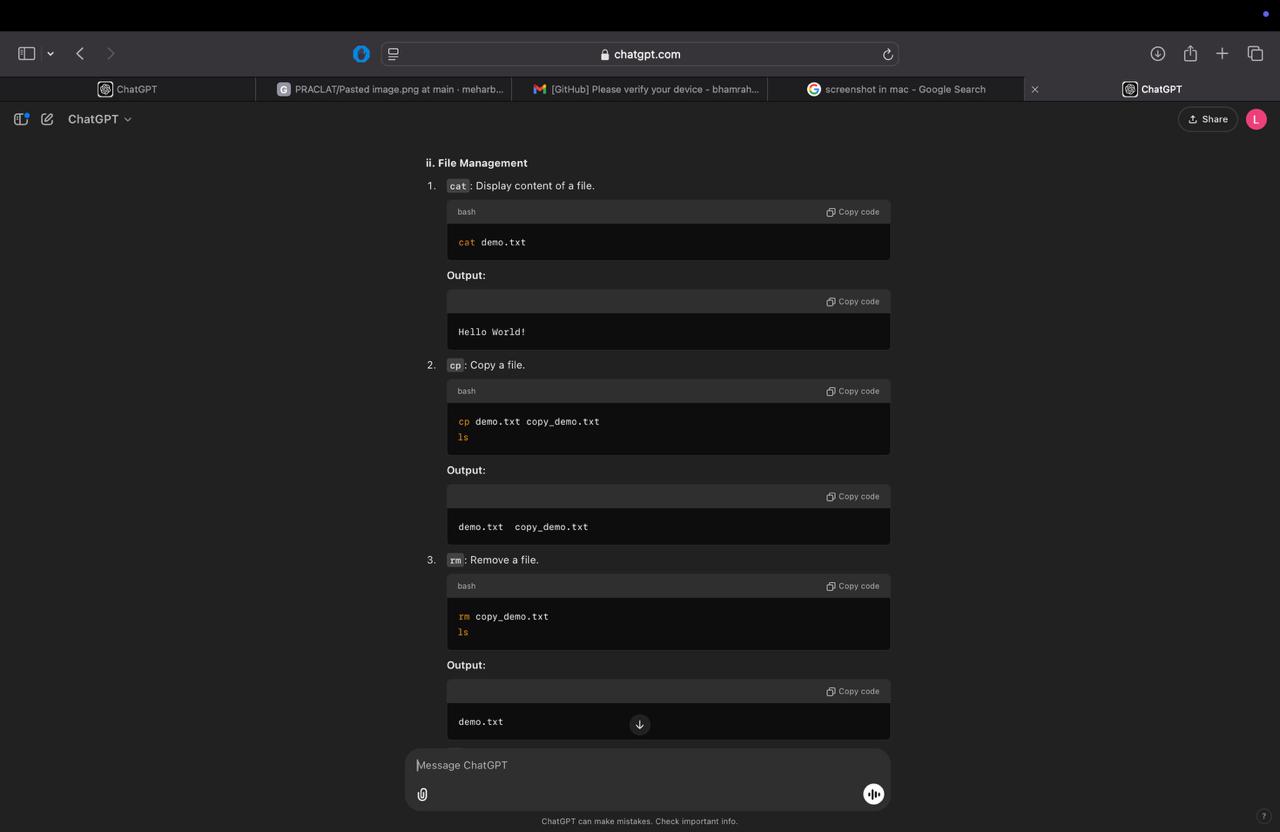 chatgpt.com
ChatGPT
PRACLAT/Pasted image.png at main · meharb...
[GitHub] Please verify your device - bhamrah...
screenshot in mac - Google Search
ChatGPT
ChatGPT
Share
L
ii. File Management
1. cat: Display content of a file.
bash
Copy code
cat demo.txt
Output:
Copy code
Hello World!
2. cp: Copy a file.
bash
Copy code
cp demo.txt copy_demo.txt
ls
Output:
Copy code
demo.txt  copy_demo.txt
3. rm: Remove a file.
bash
Copy code
rm copy_demo.txt
ls
Output:
Copy code
demo.txt
Message ChatGPT
ChatGPT can make mistakes. Check important info.
?